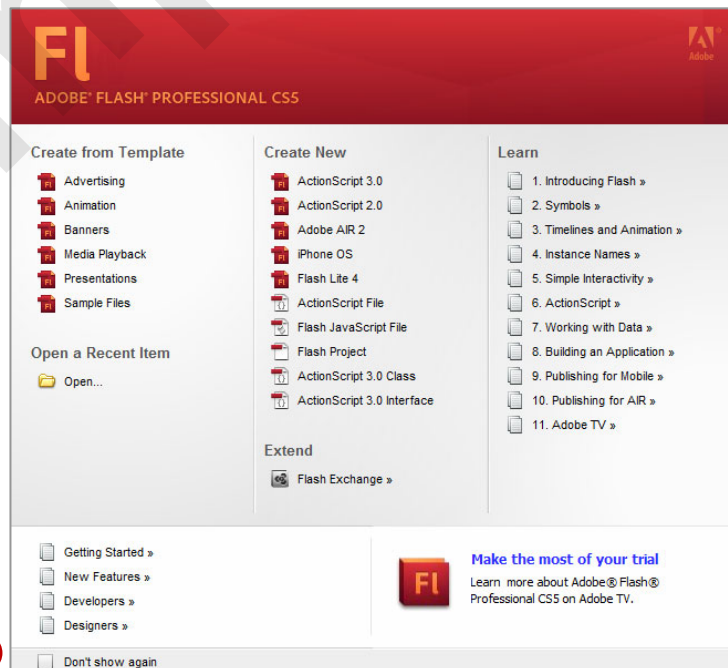 Fl
Adobe
ADOBE® FLASH® PROFESSIONAL CS5
Create from Template
Advertising
Animation
Banners
Media Playback
Presentations
Sample Files
Open a Recent Item
Open...
Create New
ActionScript 3.0
ActionScript 2.0
Adobe AIR 2
iPhone OS
Flash Lite 4
ActionScript File
Flash JavaScript File
Flash Project
ActionScript 3.0 Class
ActionScript 3.0 Interface
Extend
Flash Exchange »
Learn
1. Introducing Flash »
2. Symbols »
3. Timelines and Animation »
4. Instance Names »
5. Simple Interactivity »
6. ActionScript »
7. Working with Data »
8. Building an Application »
9. Publishing for Mobile »
10. Publishing for AIR »
11. Adobe TV »
Getting Started »
New Features »
Developers »
Designers »
Fl
Make the most of your trial
Learn more about Adobe® Flash®
Professional CS5 on Adobe TV.
Don't show again